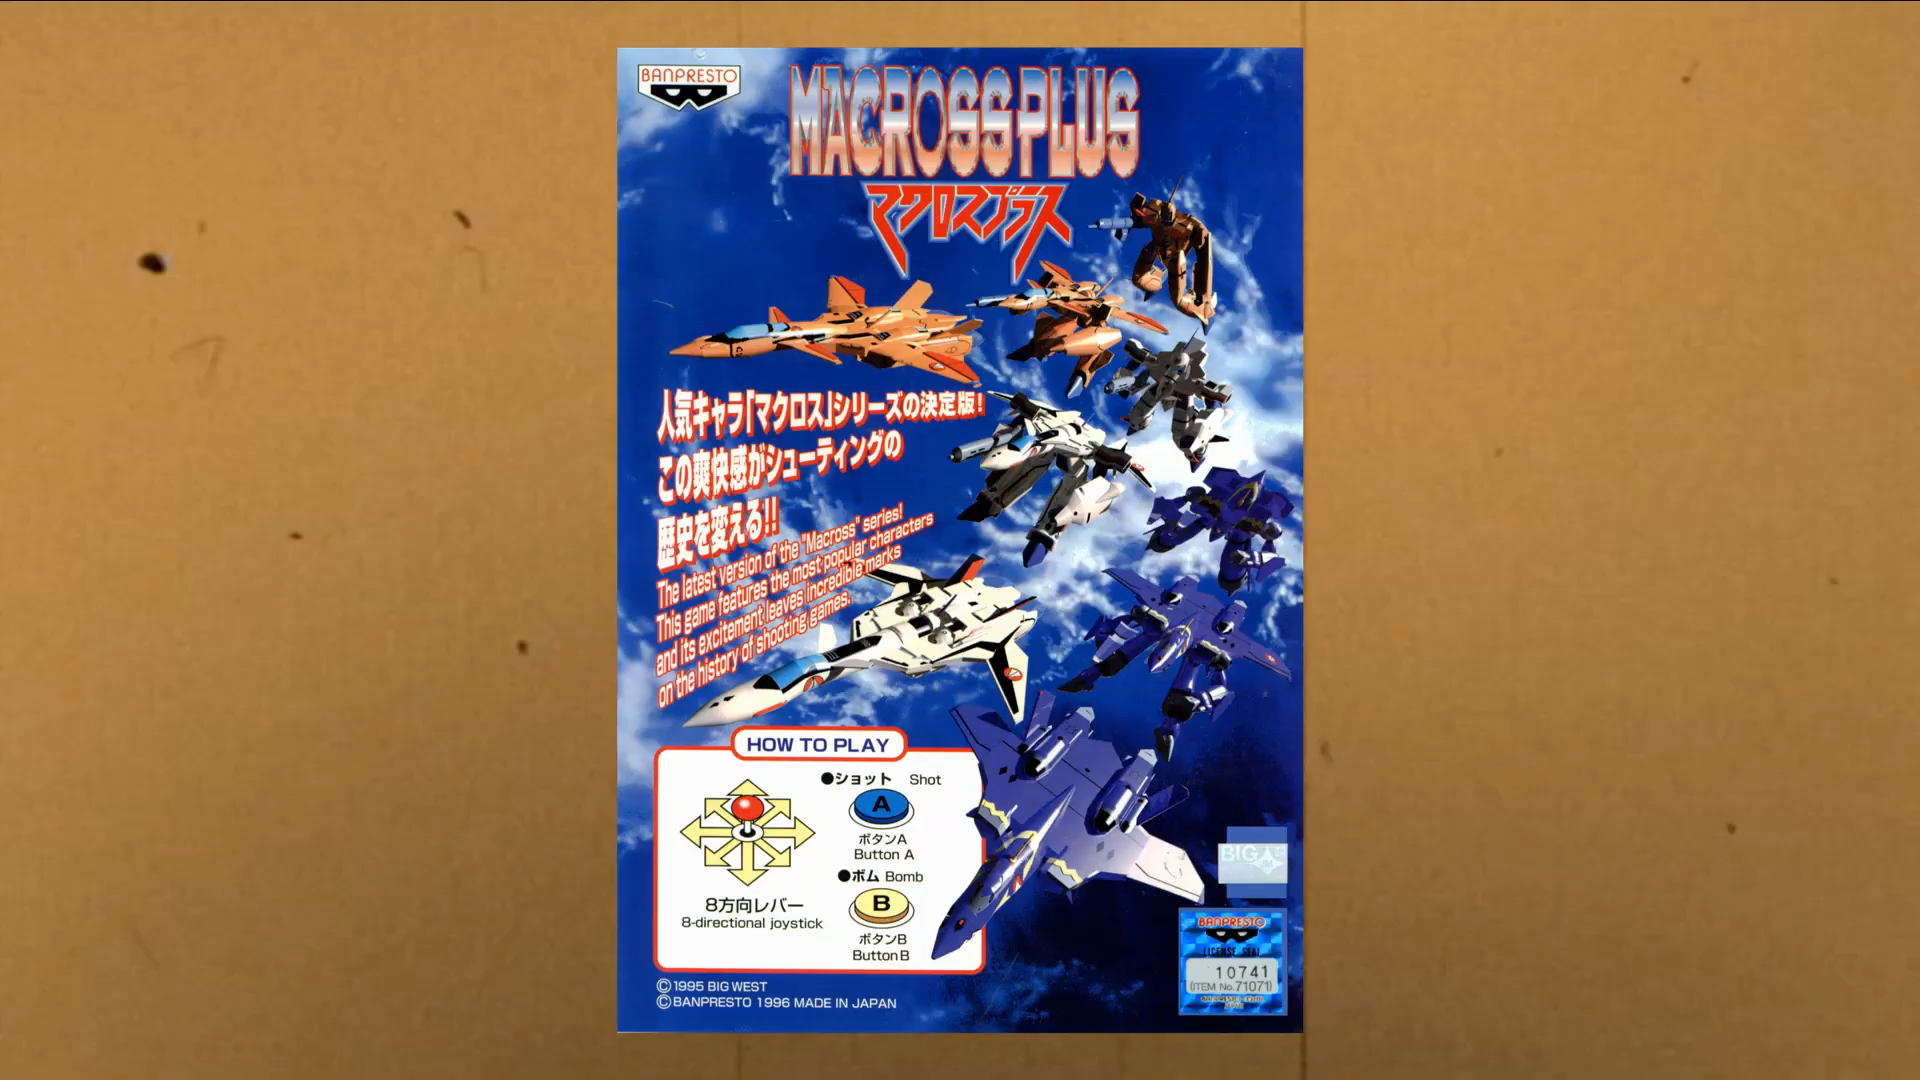 BANPRESTO
MACROSS PLUS
マクロスプラス
人気キャラ「マクロス」シリーズの決定版!
この爽快感がシューティングの
歴史を変える!!
The latest version of the "Macross" series!
This game features the most popular characters
and its excitement leaves incredible marks
on the history of shooting games.
HOW TO PLAY
●ショット Shot
A
ボタンA
Button A
●ボム Bomb
B
ボタンB
Button B
8方向レバー
8-directional joystick
©1995 BIG WEST
©BANPRESTO 1996 MADE IN JAPAN
BIG
BANPRESTO
LICENSE SEAL
10741
(ITEM No.71071)